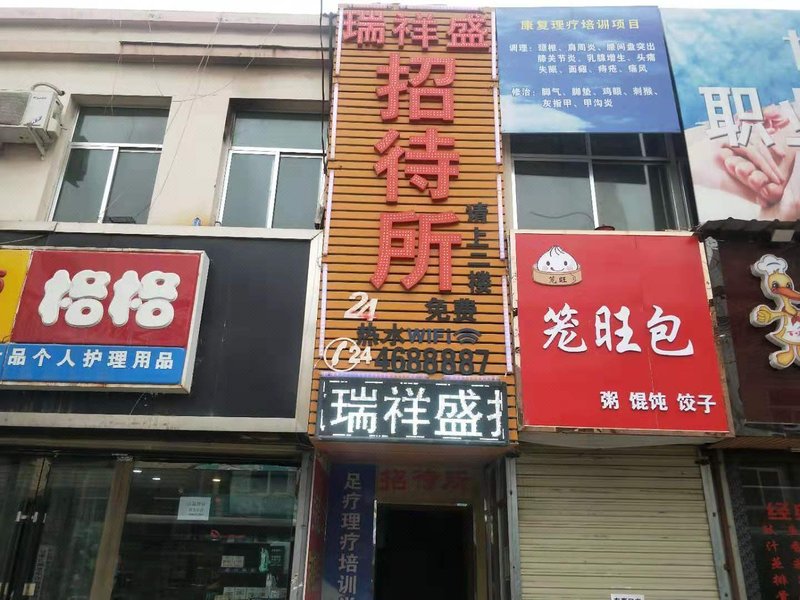 瑞祥盛
招待所
请上二楼
免费
24
热水WiFi
24
4688887
瑞祥盛招
招待所
足疗理疗培训
康复理疗培训项目
调理：颈椎、肩周炎、腰间盘突出
肺关节炎、乳腺增生、头痛
失眠、面瘫、痔疮、痛风
修治：脚气、脚垫、鸡眼、刺猴、
灰指甲、甲沟炎
职
品个人护理用品
笼旺
笼旺包
粥 馄饨 饺子